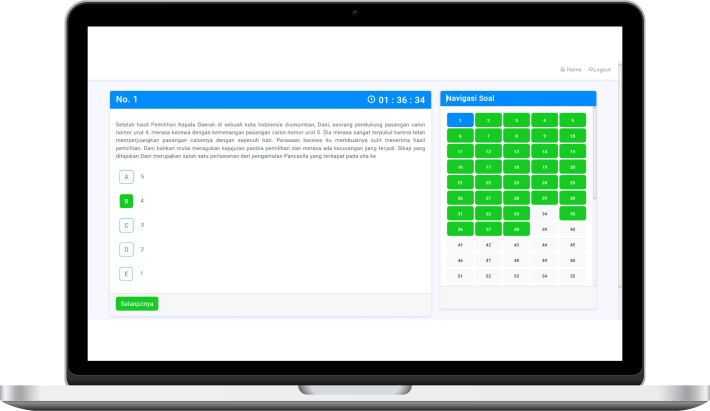 Home Logout
No. 1
01 : 36 : 34
Setelah hasil Pemilihan Kepala Daerah di sebuah kota Indonesia diumumkan, Dani, seorang pendukung pasangan calon
nomor urut 4, merasa kecewa dengan kemenangan pasangan calon nomor urut 5. Dia merasa sangat terpukul karena telah
memperjuangkan pasangan calonnya dengan sepenuh hati. Perasaan kecewa itu membuatnya sulit menerima hasil
pemilihan. Dani bahkan mulai meragukan kejujuran panitia pemilihan dan merasa ada kecurangan yang terjadi. Sikap yang
ditujukan Dani merupakan salah satu perlawanan dari pengamalan Pancasila yang terdapat pada sila ke
A 5
B 4
C 3
D 2
E 1
Selanjutnya
Navigasi Soal
1 2 3 4 5
6 7 8 9 10
11 12 13 14 15
16 17 18 19 20
21 22 23 24 25
26 27 28 29 30
31 32 33 34 35
36 37 38 39 40
41 42 43 44 45
46 47 48 49 50
51 52 53 54 55